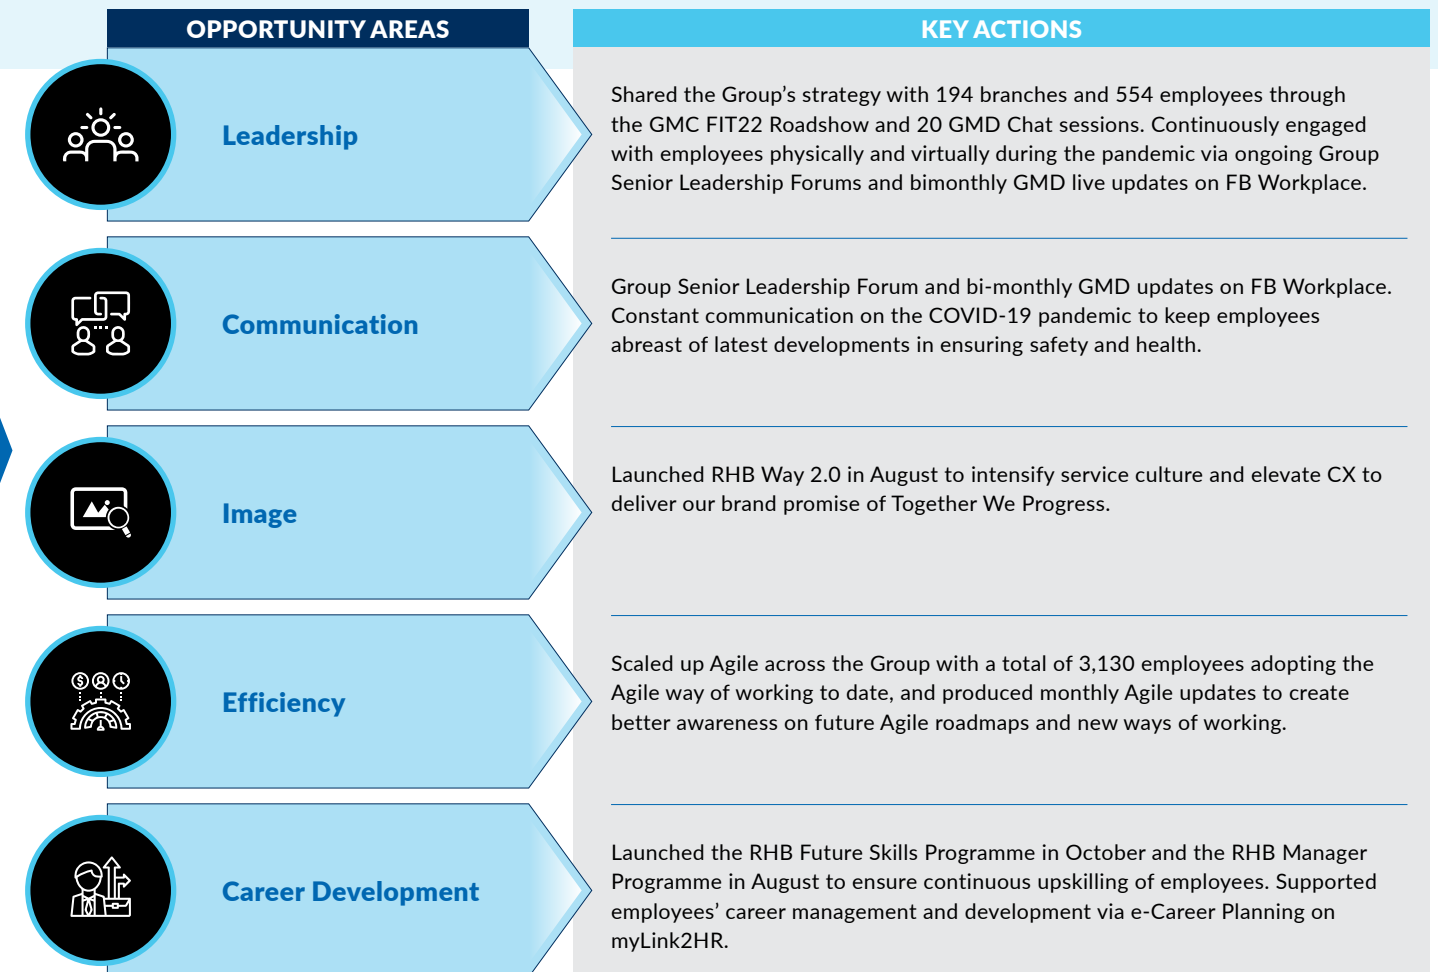 OPPORTUNITY AREAS
KEY ACTIONS
Leadership
Shared the Group’s strategy with 194 branches and 554 employees through
the GMC FIT22 Roadshow and 20 GMD Chat sessions. Continuously engaged
with employees physically and virtually during the pandemic via ongoing Group
Senior Leadership Forums and bimonthly GMD live updates on FB Workplace.
Communication
Group Senior Leadership Forum and bi-monthly GMD updates on FB Workplace.
Constant communication on the COVID-19 pandemic to keep employees
abreast of latest developments in ensuring safety and health.
Image
Launched RHB Way 2.0 in August to intensify service culture and elevate CX to
deliver our brand promise of Together We Progress.
Efficiency
Scaled up Agile across the Group with a total of 3,130 employees adopting the
Agile way of working to date, and produced monthly Agile updates to create
better awareness on future Agile roadmaps and new ways of working.
Career Development
Launched the RHB Future Skills Programme in October and the RHB Manager
Programme in August to ensure continuous upskilling of employees. Supported
employees’ career management and development via e-Career Planning on
myLink2HR.